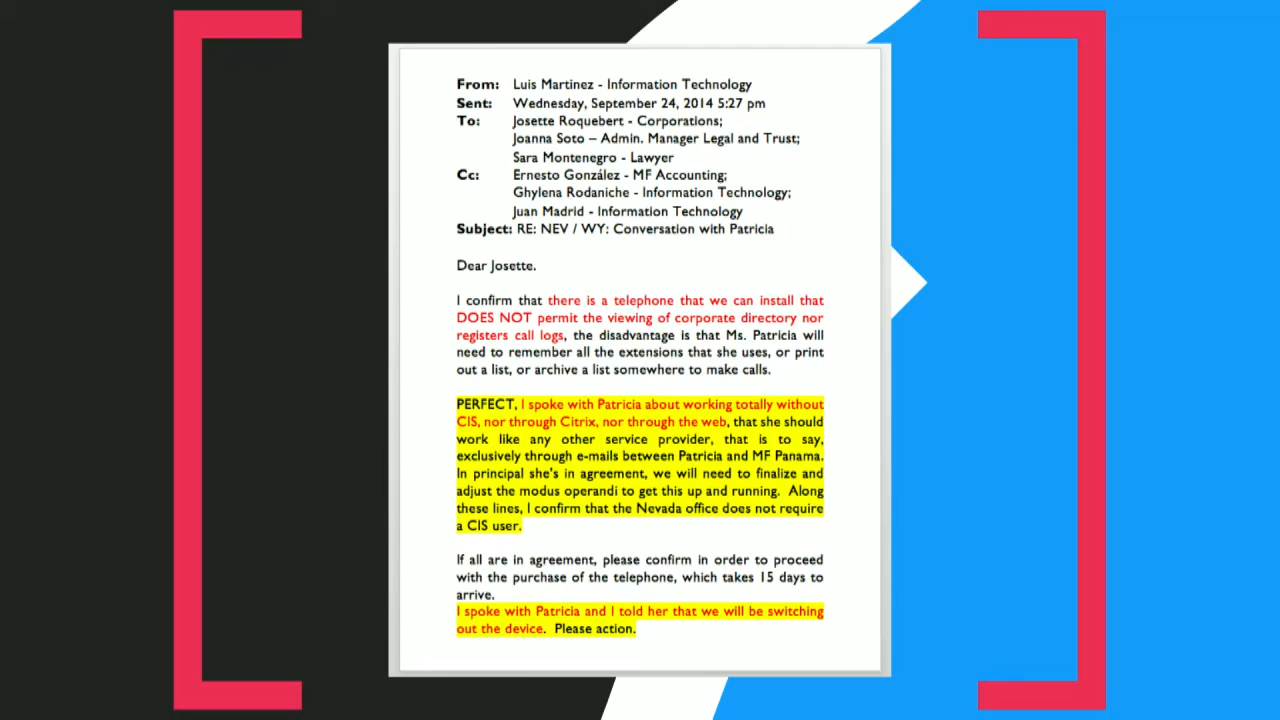 From: Luis Martinez - Information Technology
Sent: Wednesday, September 24, 2014 5:27 pm
To: Josette Roquebert - Corporations;
Joanna Soto – Admin. Manager Legal and Trust;
Sara Montenegro - Lawyer
Cc: Ernesto González - MF Accounting;
Ghylena Rodaniche - Information Technology;
Juan Madrid - Information Technology
Subject: RE: NEV / WY: Conversation with Patricia
Dear Josette.
I confirm that there is a telephone that we can install that
DOES NOT permit the viewing of corporate directory nor
registers call logs, the disadvantage is that Ms. Patricia will
need to remember all the extensions that she uses, or print
out a list, or archive a list somewhere to make calls.
PERFECT, I spoke with Patricia about working totally without
CIS, nor through Citrix, nor through the web, that she should
work like any other service provider, that is to say,
exclusively through e-mails between Patricia and MF Panama.
In principal she's in agreement, we will need to finalize and
adjust the modus operandi to get this up and running. Along
these lines, I confirm that the Nevada office does not require
a CIS user.
If all are in agreement, please confirm in order to proceed
with the purchase of the telephone, which takes 15 days to
arrive.
I spoke with Patricia and I told her that we will be switching
out the device. Please action.